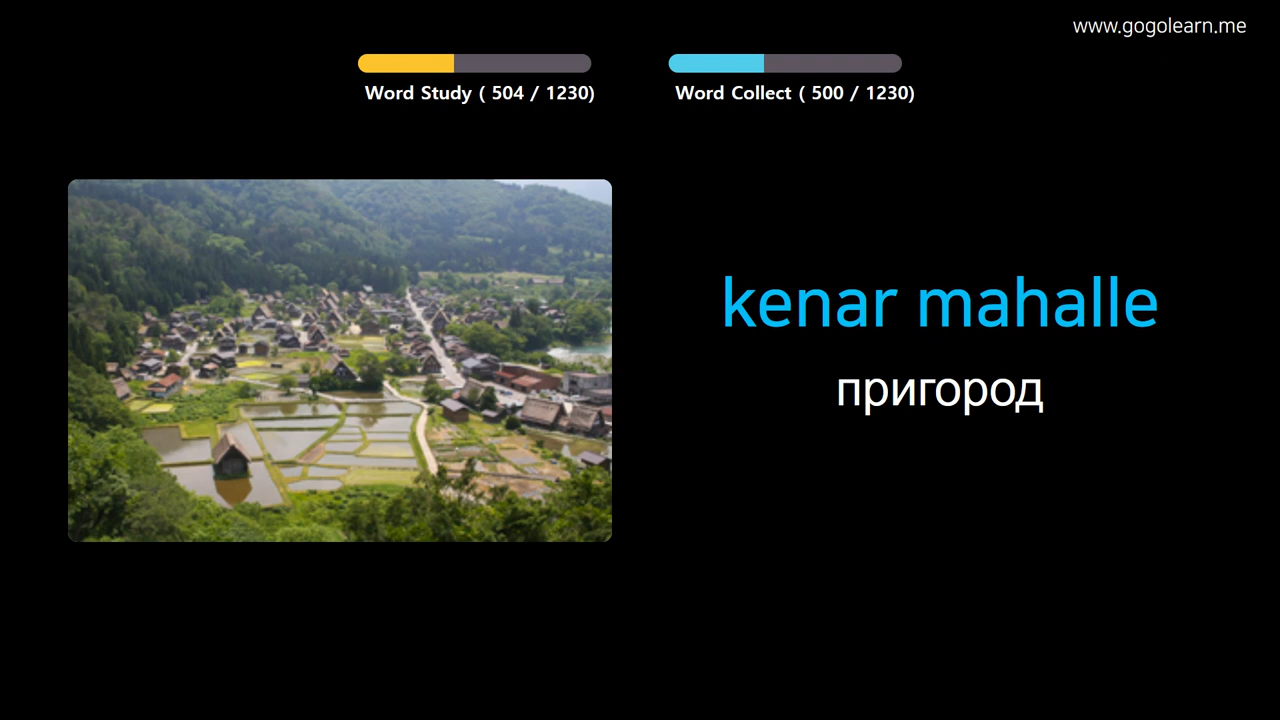 www.gogolearn.me
Word Study ( 504 / 1230)
Word Collect ( 500 / 1230)
kenar mahalle
пригород